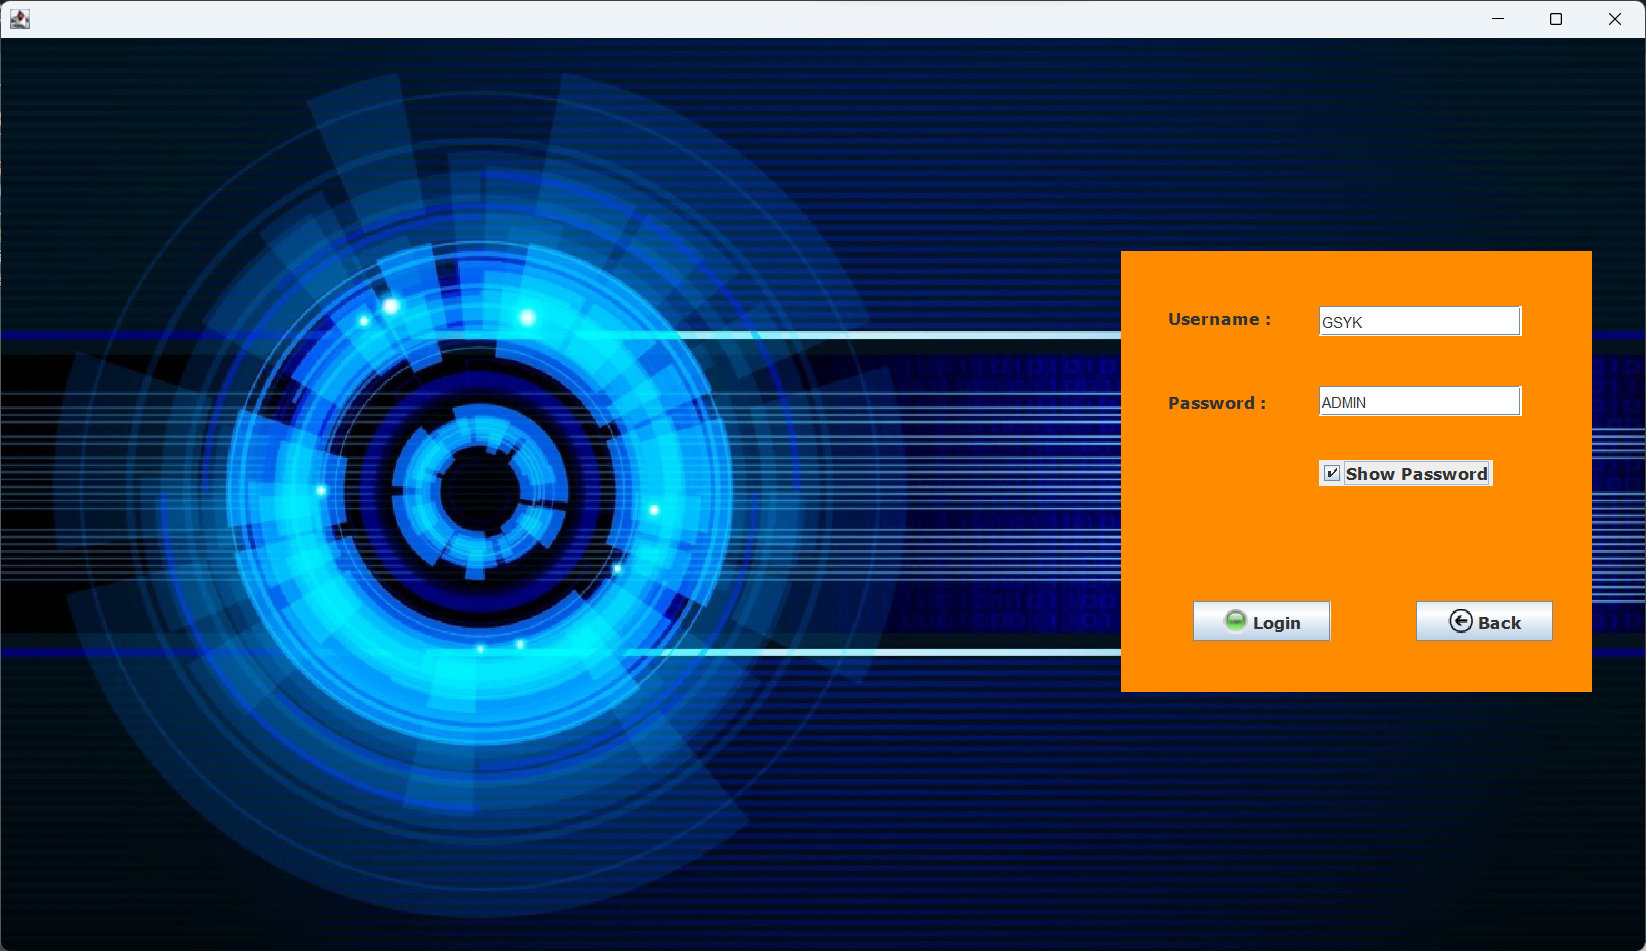 Username :
GSYK
Password :
ADMIN
Show Password
Login
Back